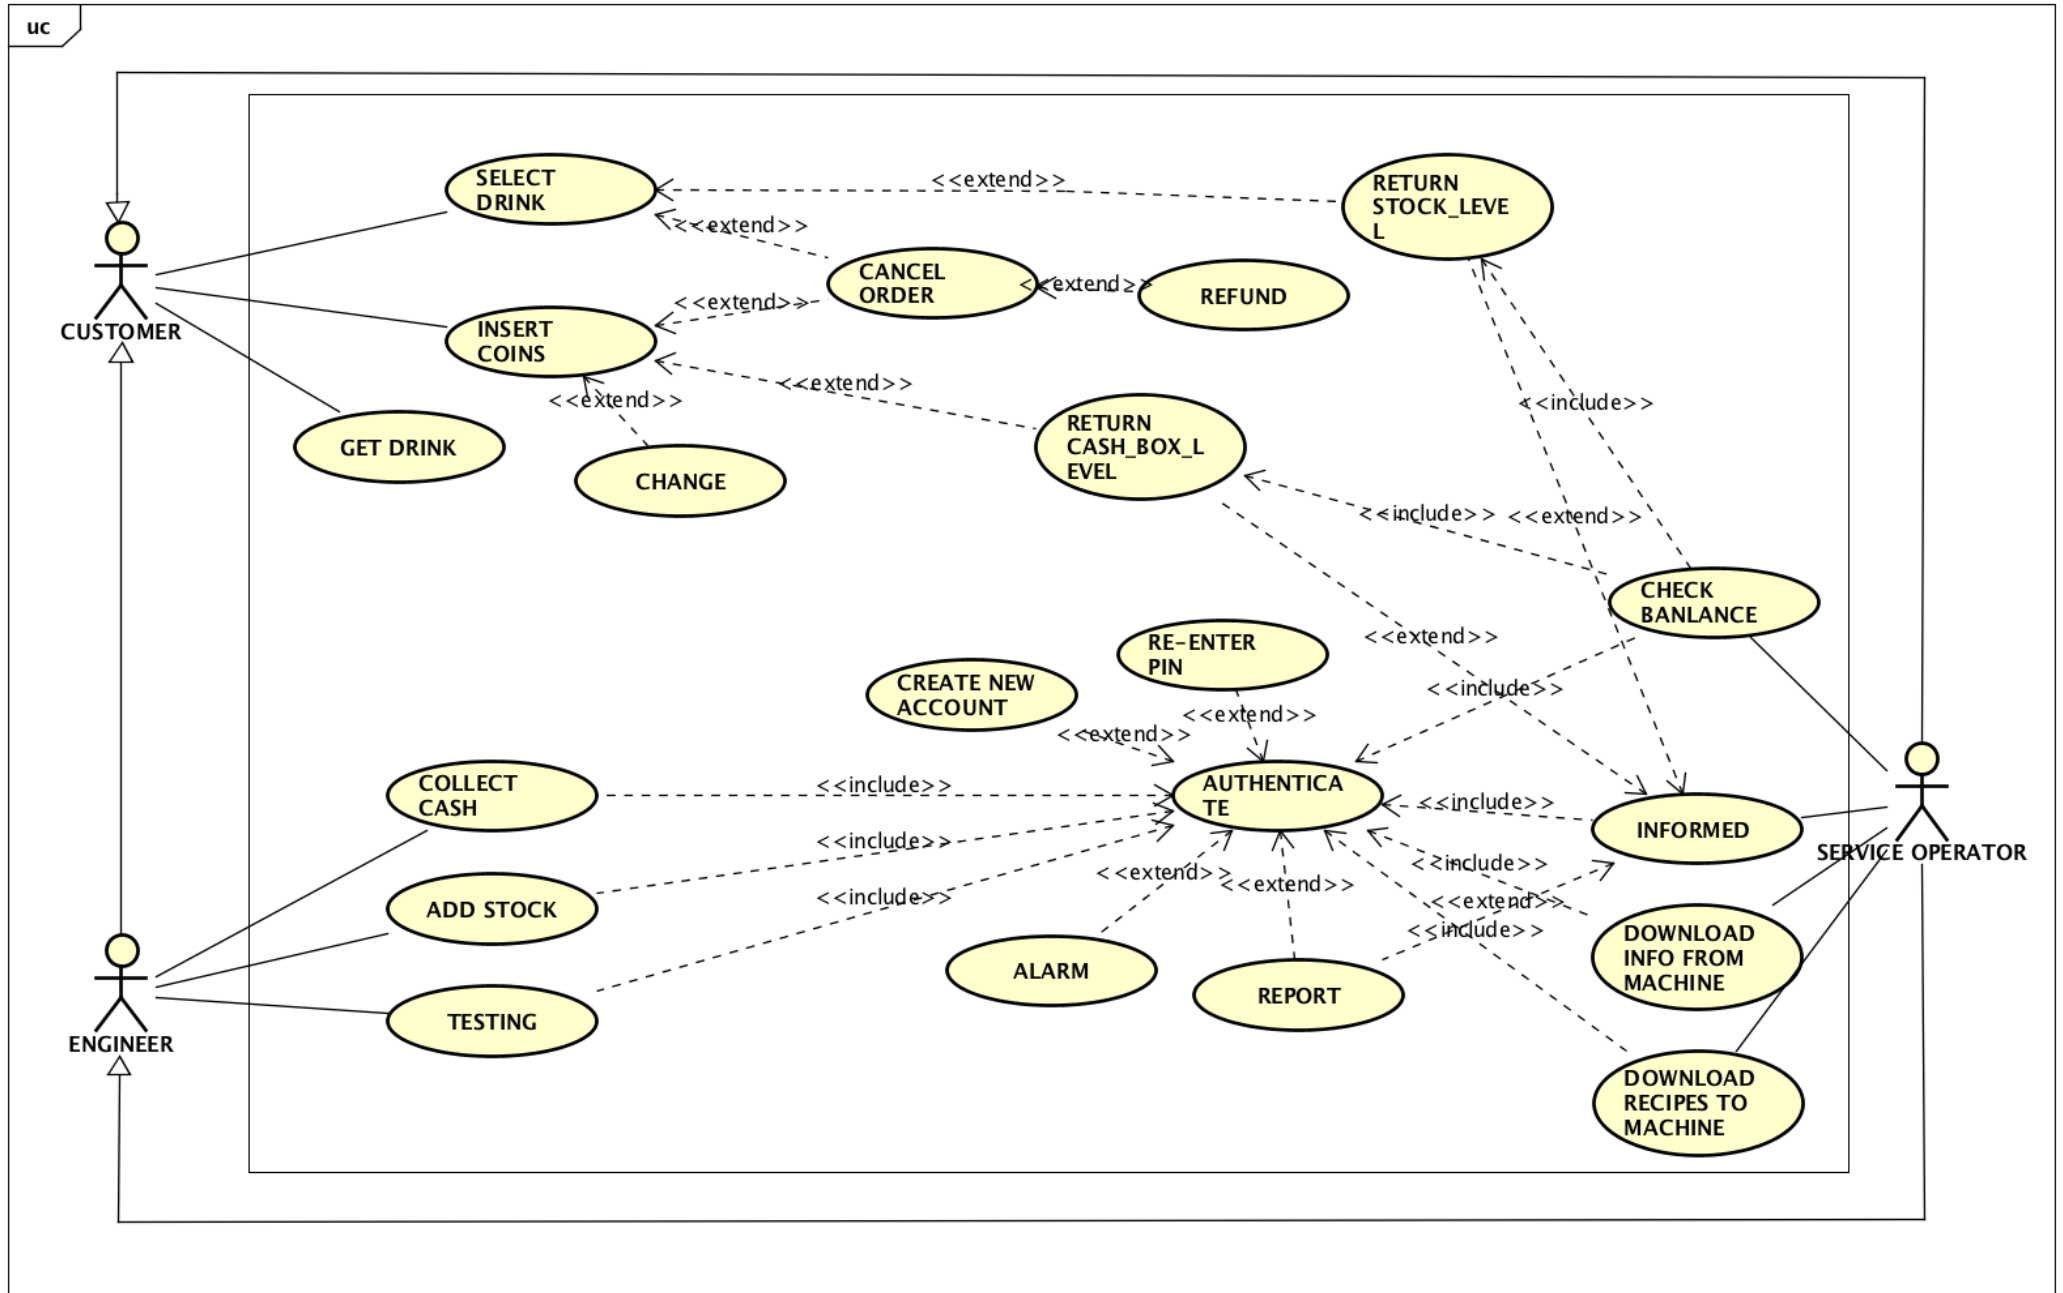 uc
SELECT
DRINK
<<extend>>
RETURN
STOCK_LEVE
L
<<extend>>
CANCEL
ORDER
<<extend>>
REFUND
<<extend>>
CUSTOMER
INSERT
COINS
<<extend>>
<<extend>>
<<include>>
GET DRINK
CHANGE
RETURN
CASH_BOX_L
EVEL
<<include>>
<<extend>>
CHECK
BANLANCE
<<extend>>
RE-ENTER
PIN
CREATE NEW
ACCOUNT
<<include>>
<<extend>>
<<extend>>
COLLECT
CASH
<<include>>
AUTHENTICA
TE
<<include>>
INFORMED
<<include>>
SERVICE OPERATOR
<<extend>>
<<extend>>
<<include>>
ADD STOCK
<<include>>
<<extend>>
<<include>>
DOWNLOAD
INFO FROM
MACHINE
ALARM
REPORT
TESTING
ENGINEER
DOWNLOAD
RECIPES TO
MACHINE